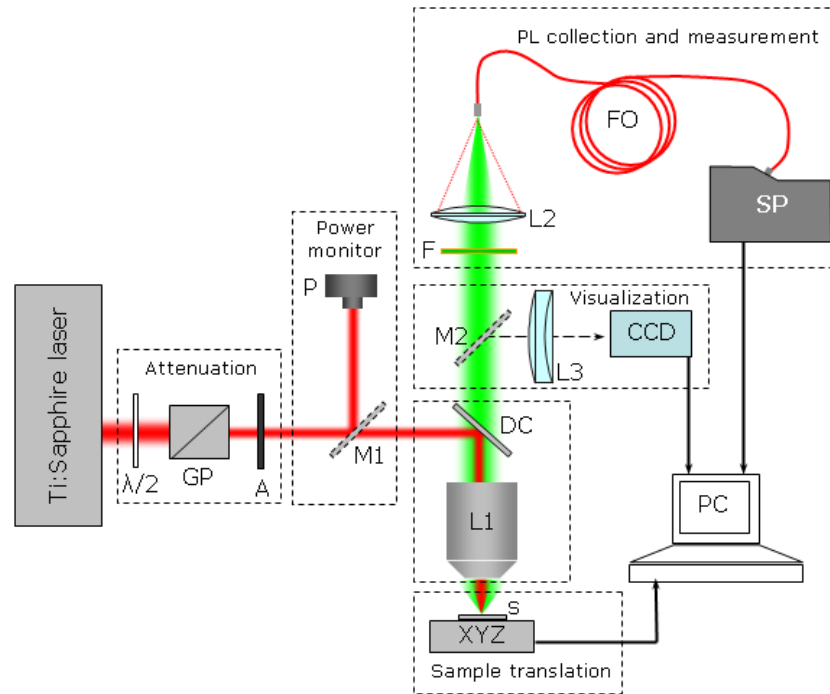 PL collection and measurement
FO
SP
L2
F
Power
monitor
P
Visualization
M2
CCD
L3
Ti:Sapphire laser
Attenuation
λ/2
GP
A
M1
DC
L1
PC
S
XYZ
Sample translation